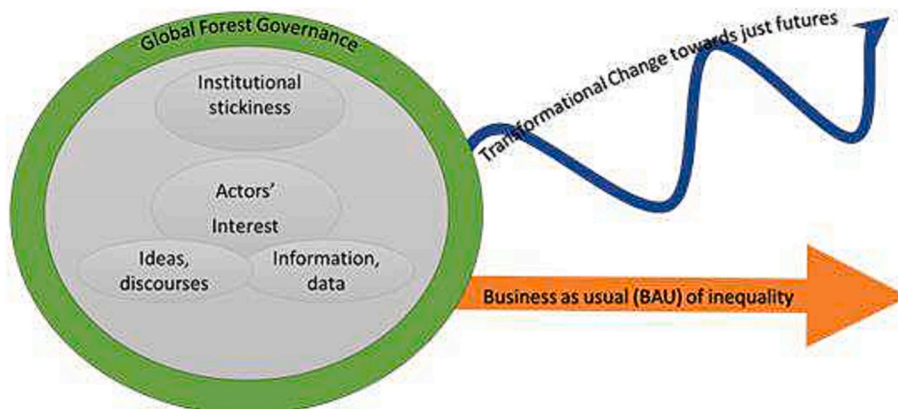 Global Forest Governance
Institutional
stickiness
Actors’
Interest
Ideas,
discourses
Information,
data
Transformational Change towards just futures
Business as usual (BAU) of inequality